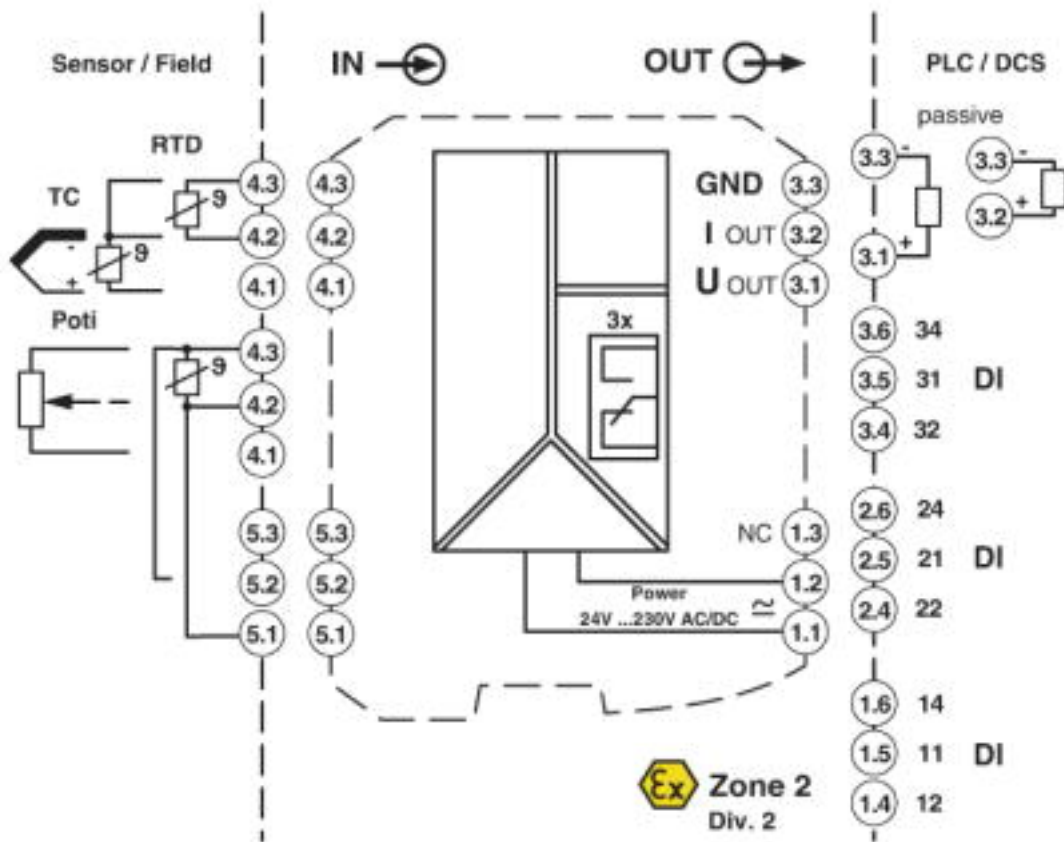 Sensor / Field
IN
OUT
PLC / DCS
passive
RTD
TC
ϑ
ϑ
-
+
4.3
4.2
4.1
Poti
ϑ
4.3
4.2
4.1
5.3
5.2
5.1
4.3
4.2
4.1
5.3
5.2
5.1
GND 3.3
I OUT 3.2
U OUT 3.1
3x
NC 1.3
1.2
Power
24V ...230V AC/DC
1.1
3.3 -
3.1 +
3.3 -
3.2 +
3.6 34
3.5 31 DI
3.4 32
2.6 24
2.5 21 DI
2.4 22
1.6 14
1.5 11 DI
1.4 12
Ex Zone 2
Div. 2